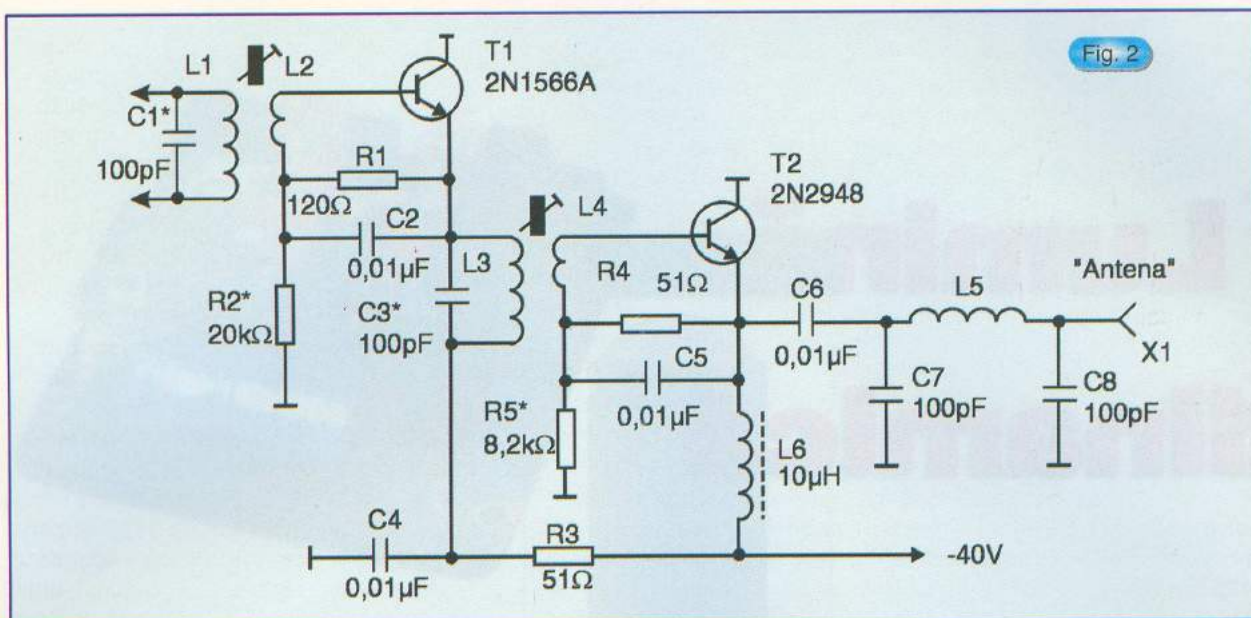 Fig. 2
L1
L2
T1
2N1566A
C1*
100pF
R1
120Ω
C2
0,01µF
R2*
20kΩ
L3
C3*
100pF
L4
T2
2N2948
R4
51Ω
C5
0,01µF
R5*
8,2kΩ
C6
0,01µF
L5
"Antena"
X1
C7
100pF
C8
100pF
L6
10µH
C4
0,01µF
R3
51Ω
-40V